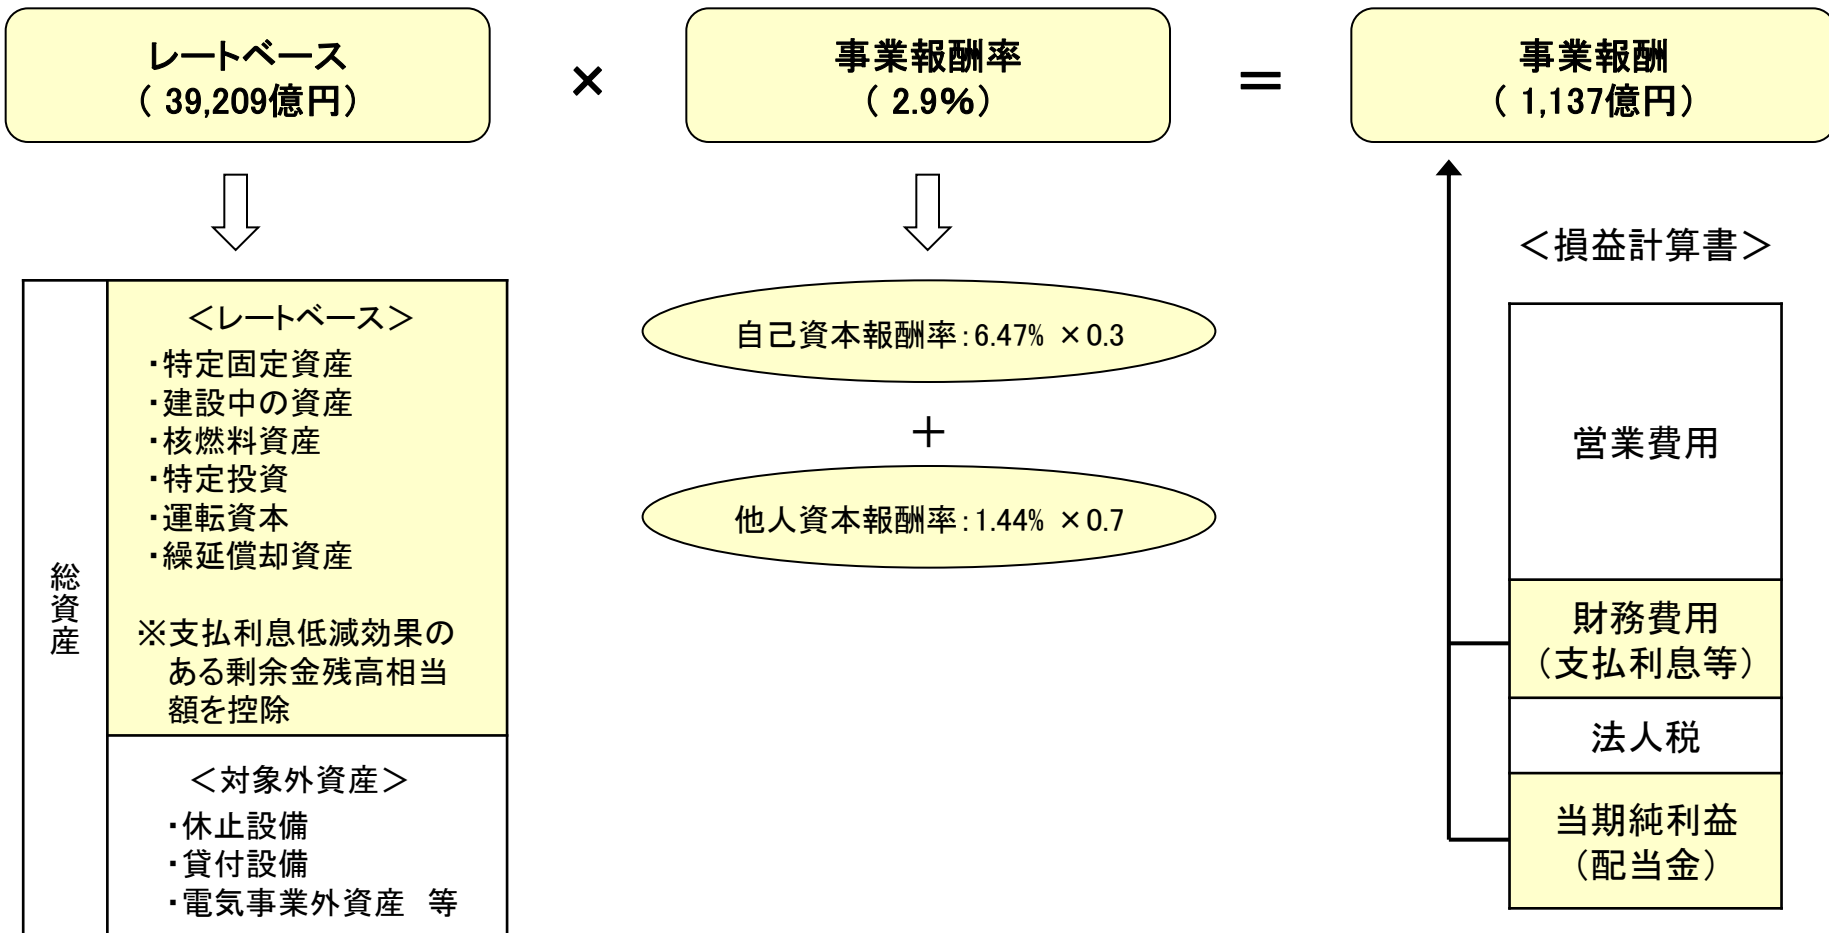 レートベース
（ 39,209億円）
×
事業報酬率
（ 2.9%）
＝
事業報酬
（ 1,137億円）
総資産
＜レートベース＞
・特定固定資産
・建設中の資産
・核燃料資産
・特定投資
・運転資本
・繰延償却資産
※支払利息低減効果の
ある剰余金残高相当
額を控除
＜対象外資産＞
・休止設備
・貸付設備
・電気事業外資産　等
自己資本報酬率：6.47% ×0.3
＋
他人資本報酬率：1.44% ×0.7
＜損益計算書＞
営業費用
財務費用
（支払利息等）
法人税
当期純利益
（配当金）